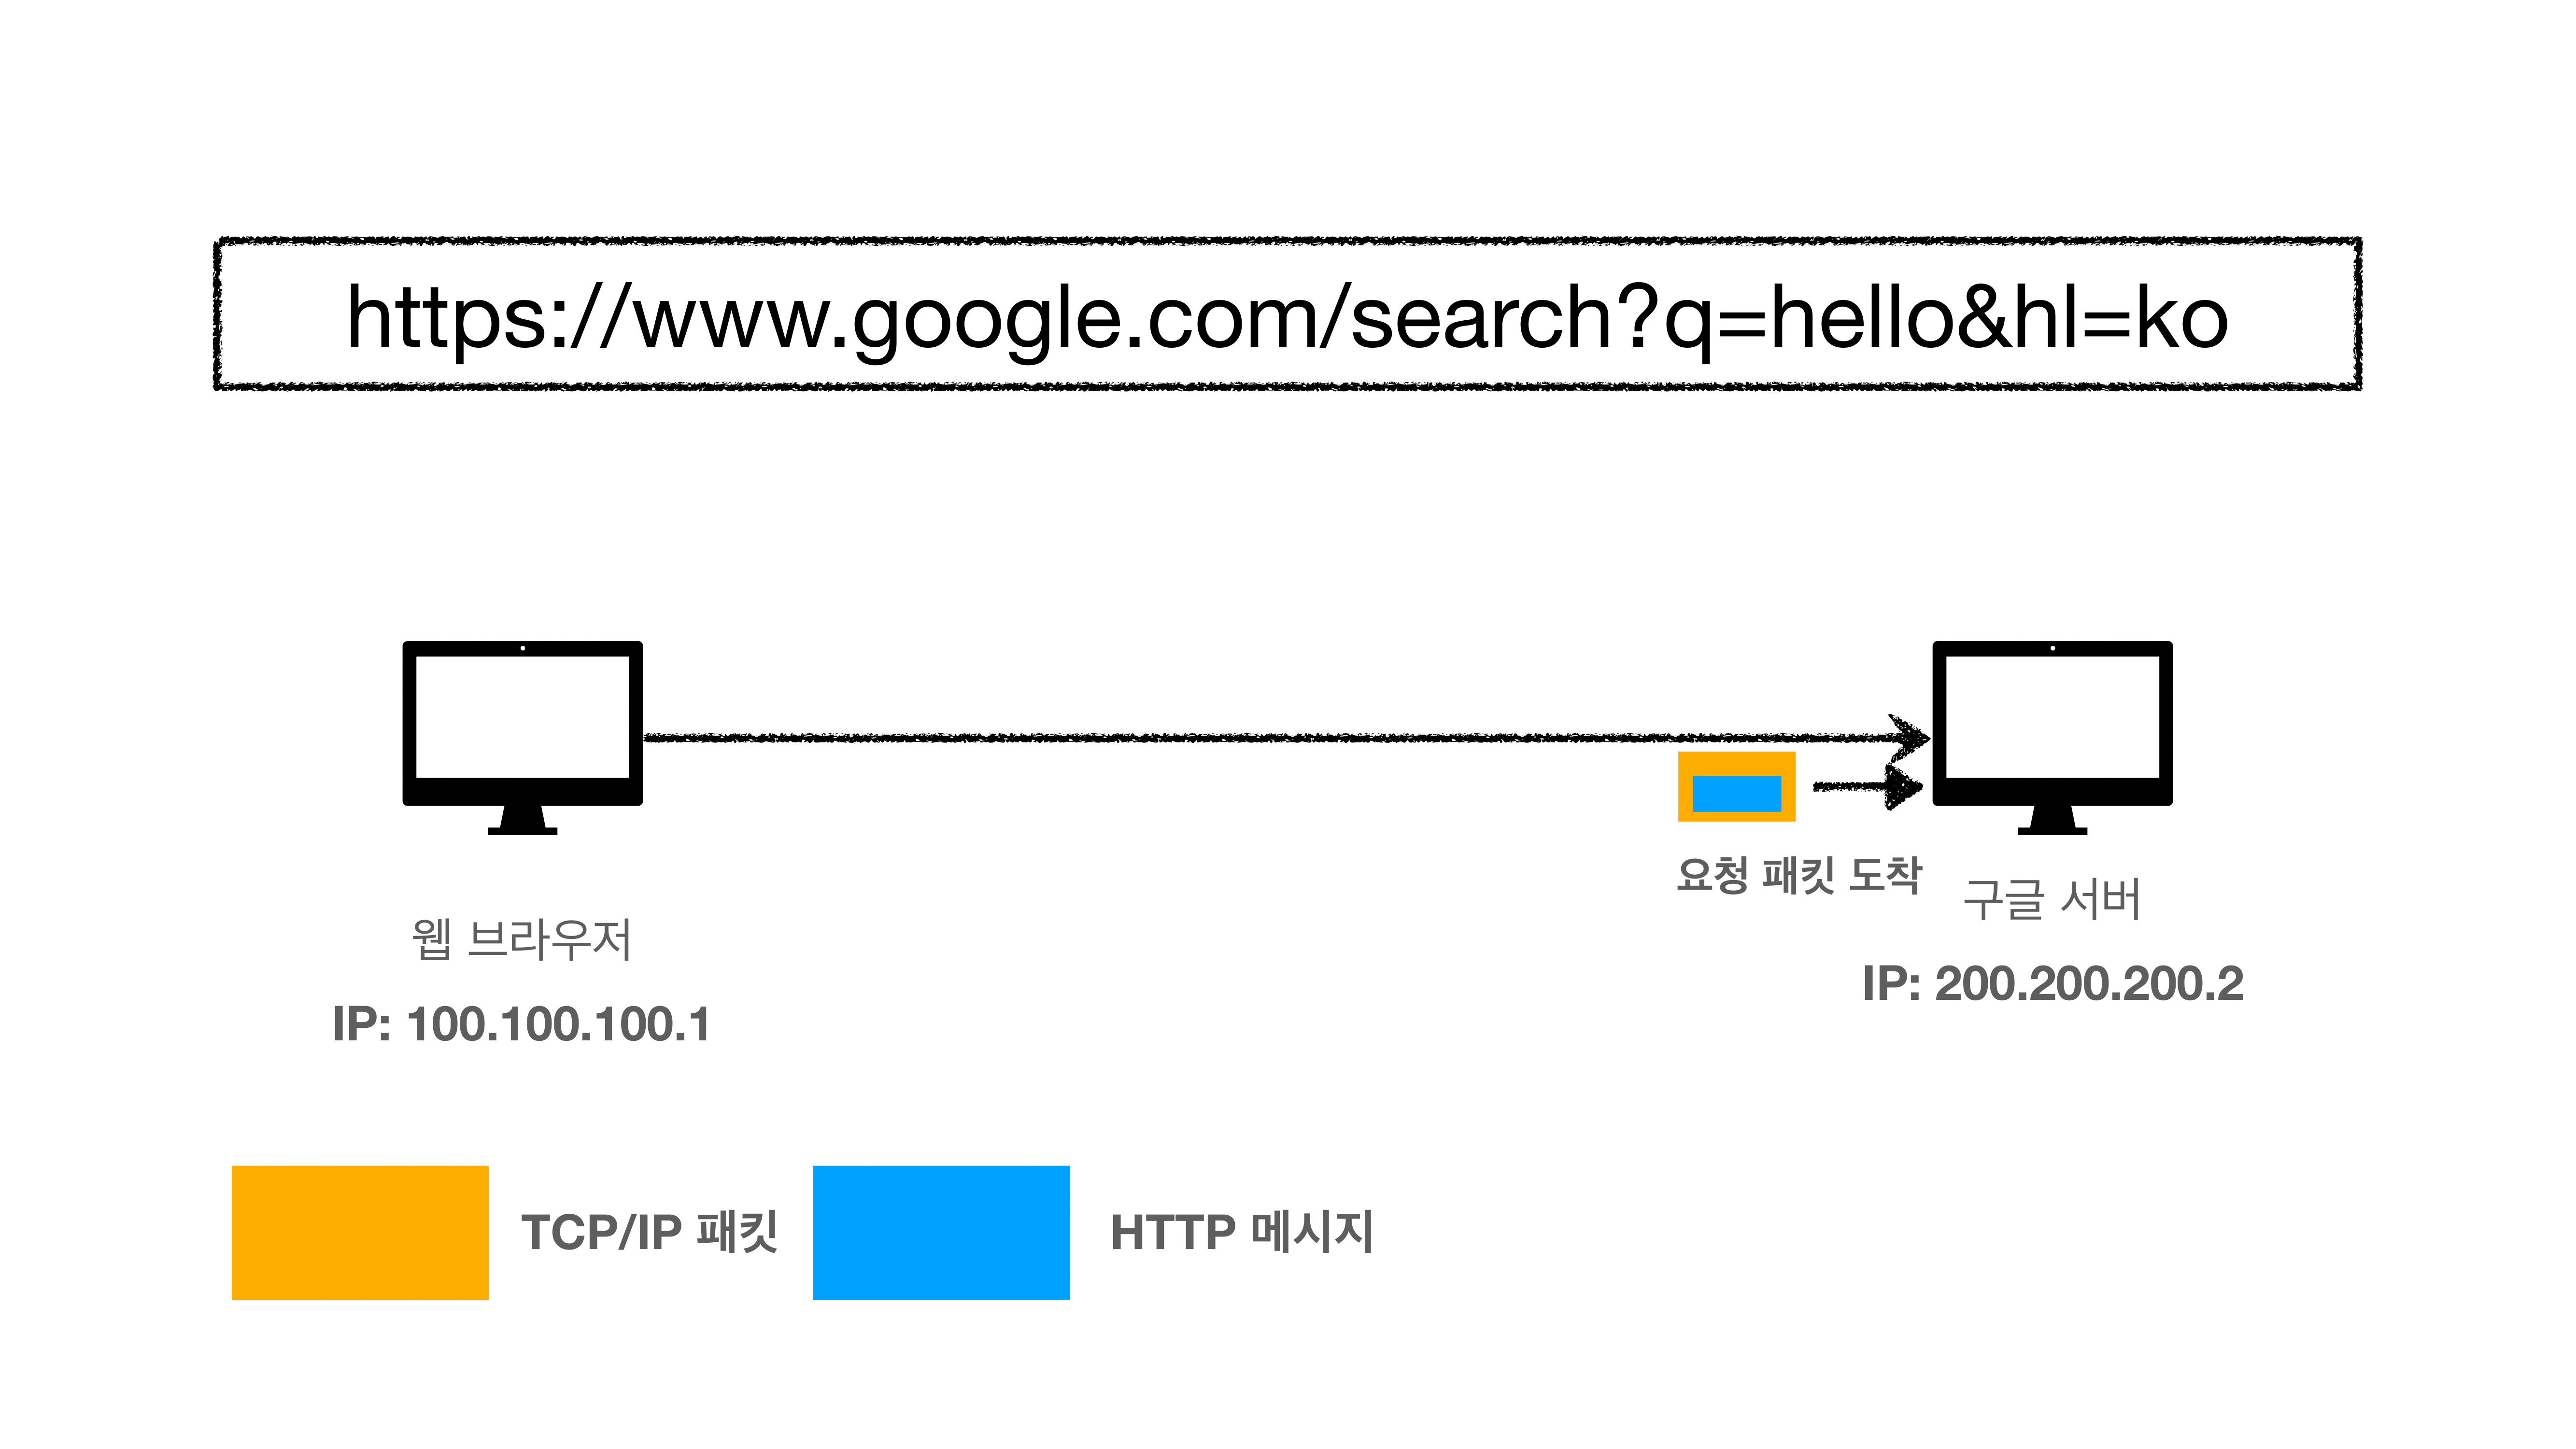 https://www.google.com/search?q=hello&hl=ko
요청 패킷 도착
구글 서버
IP: 200.200.200.2
웹 브라우저
IP: 100.100.100.1
TCP/IP 패킷
HTTP 메시지